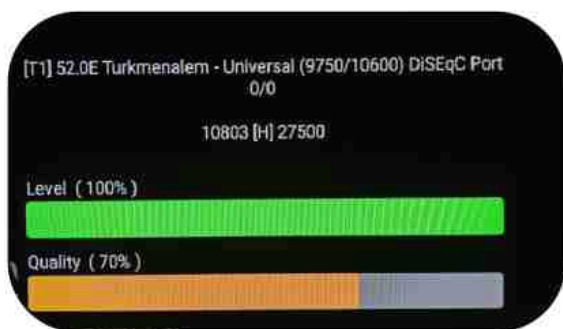 [T1] 52.0E Turkmenalem - Universal (9750/10600) DiSEqC Port
0/0
10803 [H] 27500
Level ( 100% )
Quality ( 70% )